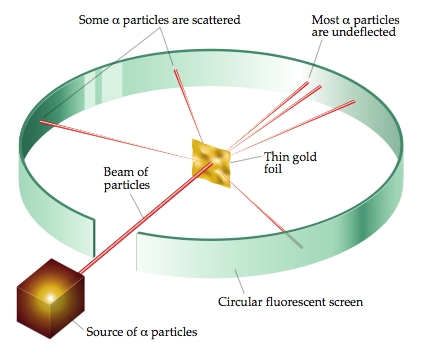 Some α particles are scattered
Most α particles
are undeflected
Thin gold
foil
Beam of
particles
Circular fluorescent screen
Source of α particles